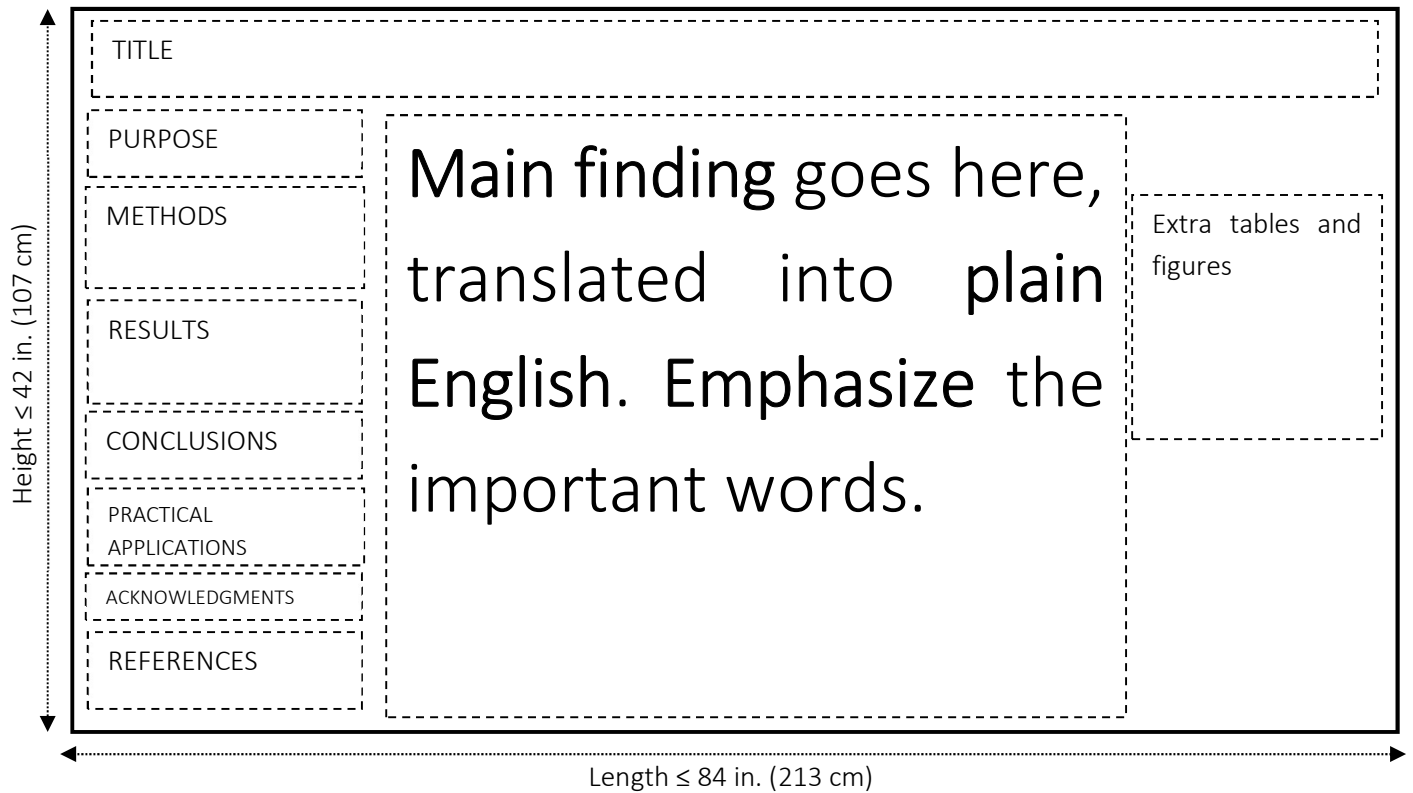 TITLE
PURPOSE
METHODS
RESULTS
CONCLUSIONS
PRACTICAL
APPLICATIONS
ACKNOWLEDGMENTS
REFERENCES
Main finding goes here,
translated into plain
English. Emphasize the
important words.
Extra tables and
figures
Height ≤ 42 in. (107 cm)
Length ≤ 84 in. (213 cm)